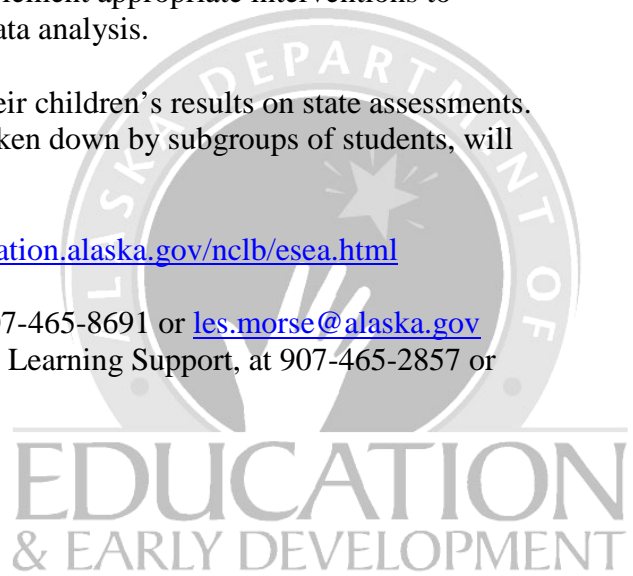 lement appropriate interventions to
ata analysis.
eir children’s results on state assessments.
ken down by subgroups of students, will
ation.alaska.gov/nclb/esea.html
07-465-8691 or les.morse@alaska.gov
Learning Support, at 907-465-2857 or
ALASKA DEPARTMENT OF
EDUCATION
& EARLY DEVELOPMENT